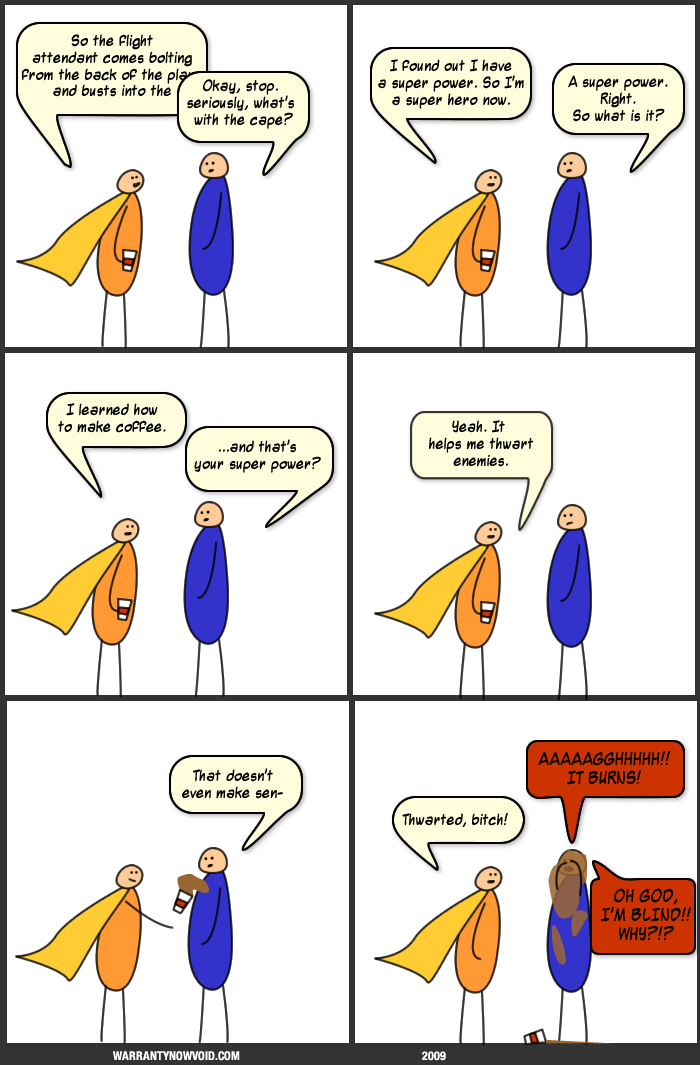 So the flight
attendant comes bolting
from the back of the
and busts into the
Okay, stop.
seriously, what's
with the cape?
I found out I have
a super power. So I'm
a super hero now.
A super power.
Right.
So what is it?
I learned how
to make coffee.
...and that's
your super power?
Yeah. It
helps me thwart
enemies.
That doesn't
even make sen-
Thwarted, bitch!
AAAAAGGHHHHH!!
IT BURNS!
OH GOD,
I'M BLIND!!
WHY?!?
WARRANTYNOWVOID.COM
2009